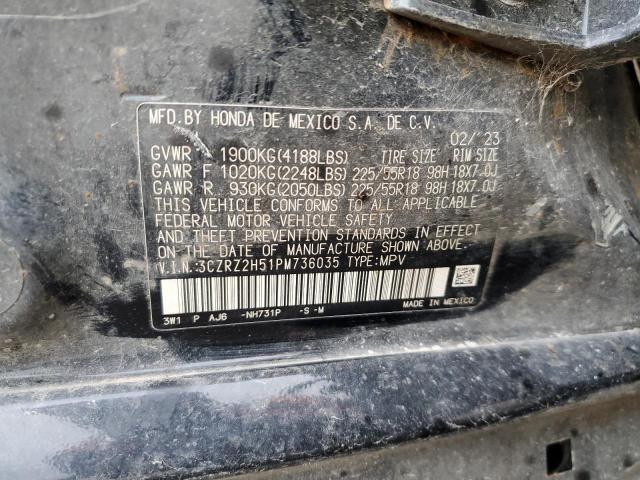 MFD.BY HONDA DE MEXICO S.A. DE C.V.
02/ 23
GVWR 1900KG(4188LBS) TIRE SIZE RIM SIZE
GAWR F 1020KG(2248LBS) 225/55R18 98H 18X7.0J
GAWR R. 930KG(2050LBS) 225/55R18 98H 18X7.0J
THIS VEHICLE CONFORMS TO ALL APPLICABLE
FEDERAL MOTOR VEHICLE SAFETY
AND THEFT PREVENTION STANDARDS IN EFFECT
ON THE DATE OF MANUFACTURE SHOWN ABOVE.
V.I.N:3CZRZ2H51PM736035 TYPE:MPV
3W1 P AJ6 -NH731P -S -M MADE IN MEXICO